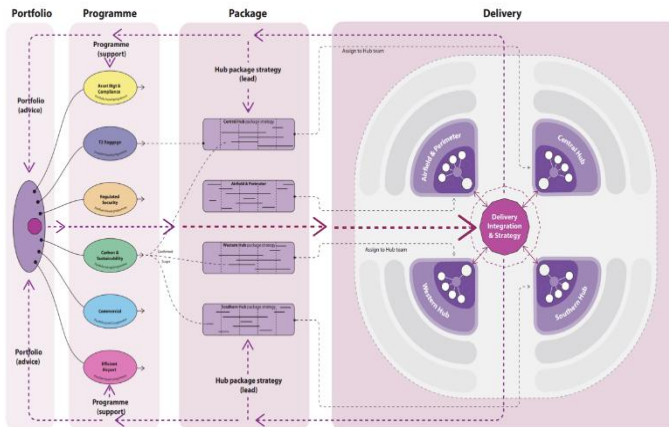 Portfolio
Programme
Package
Delivery
Programme
(support)
Hub package strategy
(lead)
Assign to Hub team
Portfolio
(advice)
Asset Mgt &
Compliance
T2 Baggage
Regulated
Security
Carbon &
Sustainability
Commercial
Efficient
Airport
Central Hub package strategy
Airfield & Perimeter
Western Hub package strategy
Southern Hub package strategy
Confirmed
Scope
Airfield & Perimeter
Central Hub
Delivery
Integration
& Strategy
Assign to Hub team
Western Hub
Southern Hub
Portfolio
(advice)
Programme
(support)
Hub package strategy
(lead)